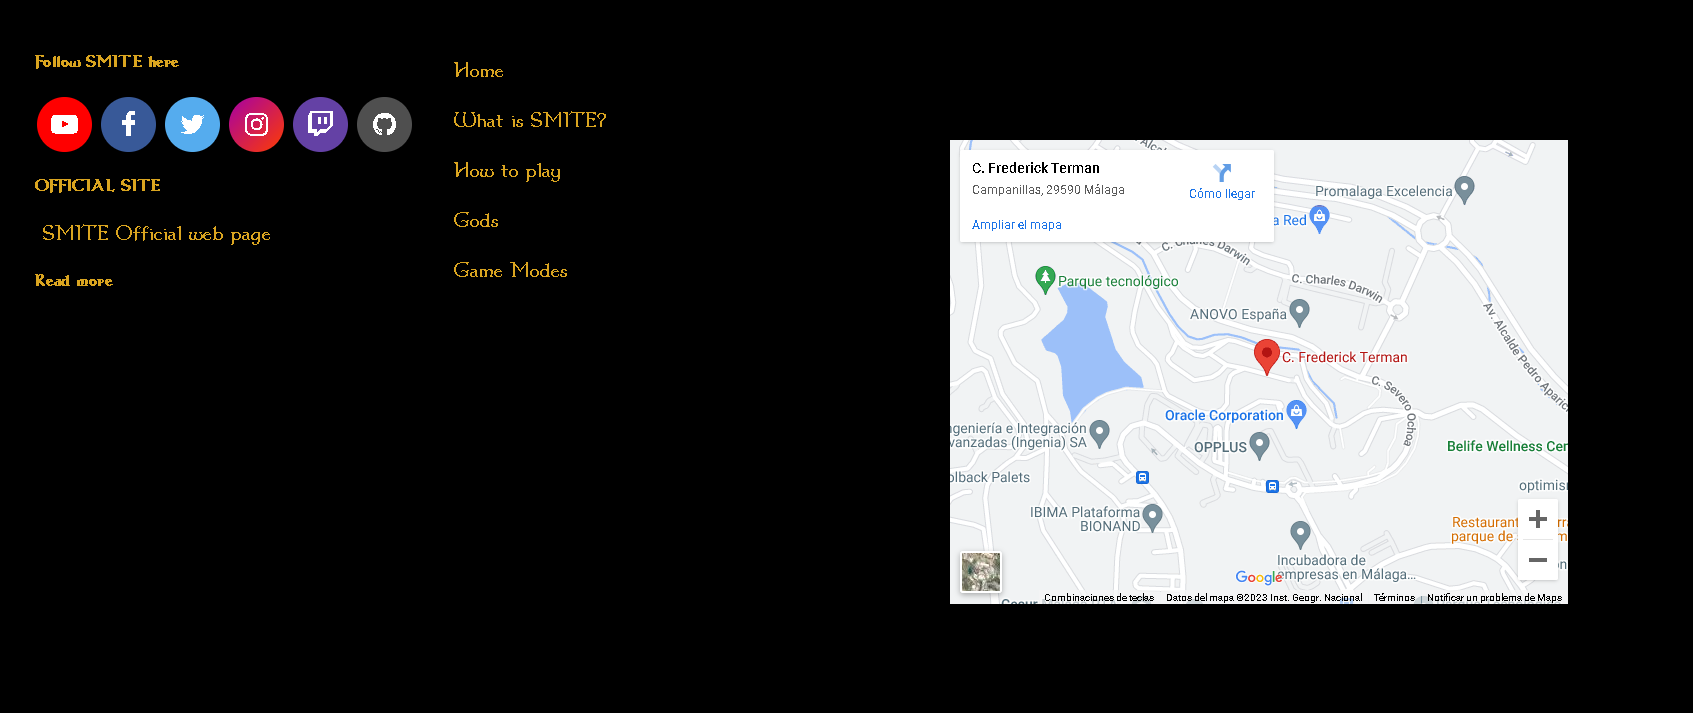 Follow SMITE here
OFFICIAL SITE
SMITE Official web page
Read more
Home
What is SMITE?
How to play
Gods
Game Modes
C. Frederick Terman
Campanillas, 29590 Málaga
Cómo llegar
Ampliar el mapa
Promalaga Excelencia
a Red
C. Charles Darwin
C. Charles Darwin
Parque tecnológico
ANOVO España
Av. Alcalde Pedro Aparici
C. Frederick Terman
C. Severo Ochoa
Oracle Corporation
ngeniería e Integración
vanzadas (Ingenia) SA
OPPLUS
Belife Wellness Cen
olback Palets
optimis
IBIMA Plataforma
BIONAND
Restaurant
parque de
Incubadora de
empresas en Málaga...
Google
Combinaciones de teclas Datos del mapa ©2023 Inst. Geogr. Nacional Términos Notificar un problema de Maps